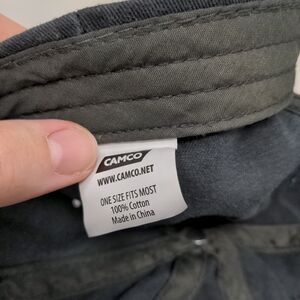 CAMCO
WWW.CAMCO.NET
ONE SIZE FITS MOST
100% Cotton
Made in China